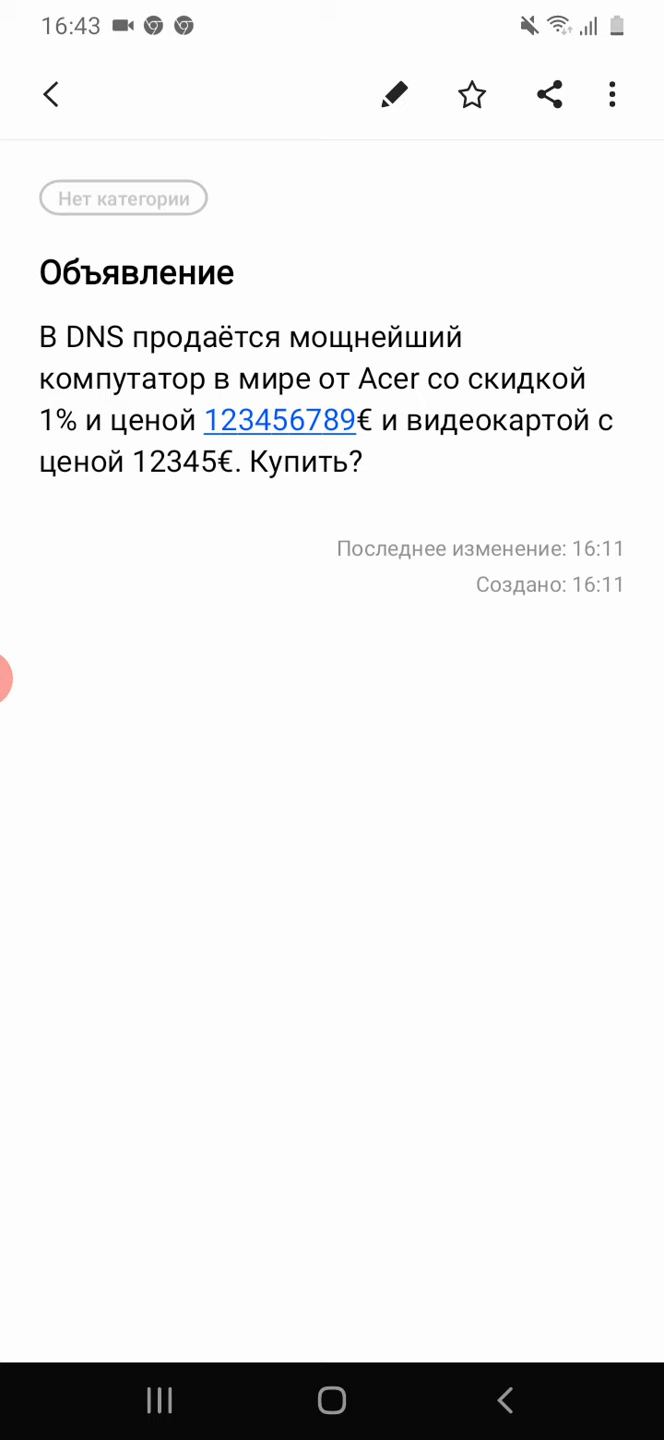 16:43
Нет категории
Объявление
В DNS продаётся мощнейший
компутатор в мире от Acer со скидкой
1% и ценой 123456789€ и видеокартой с
ценой 12345€. Купить?
Последнее изменение: 16:11
Создано: 16:11